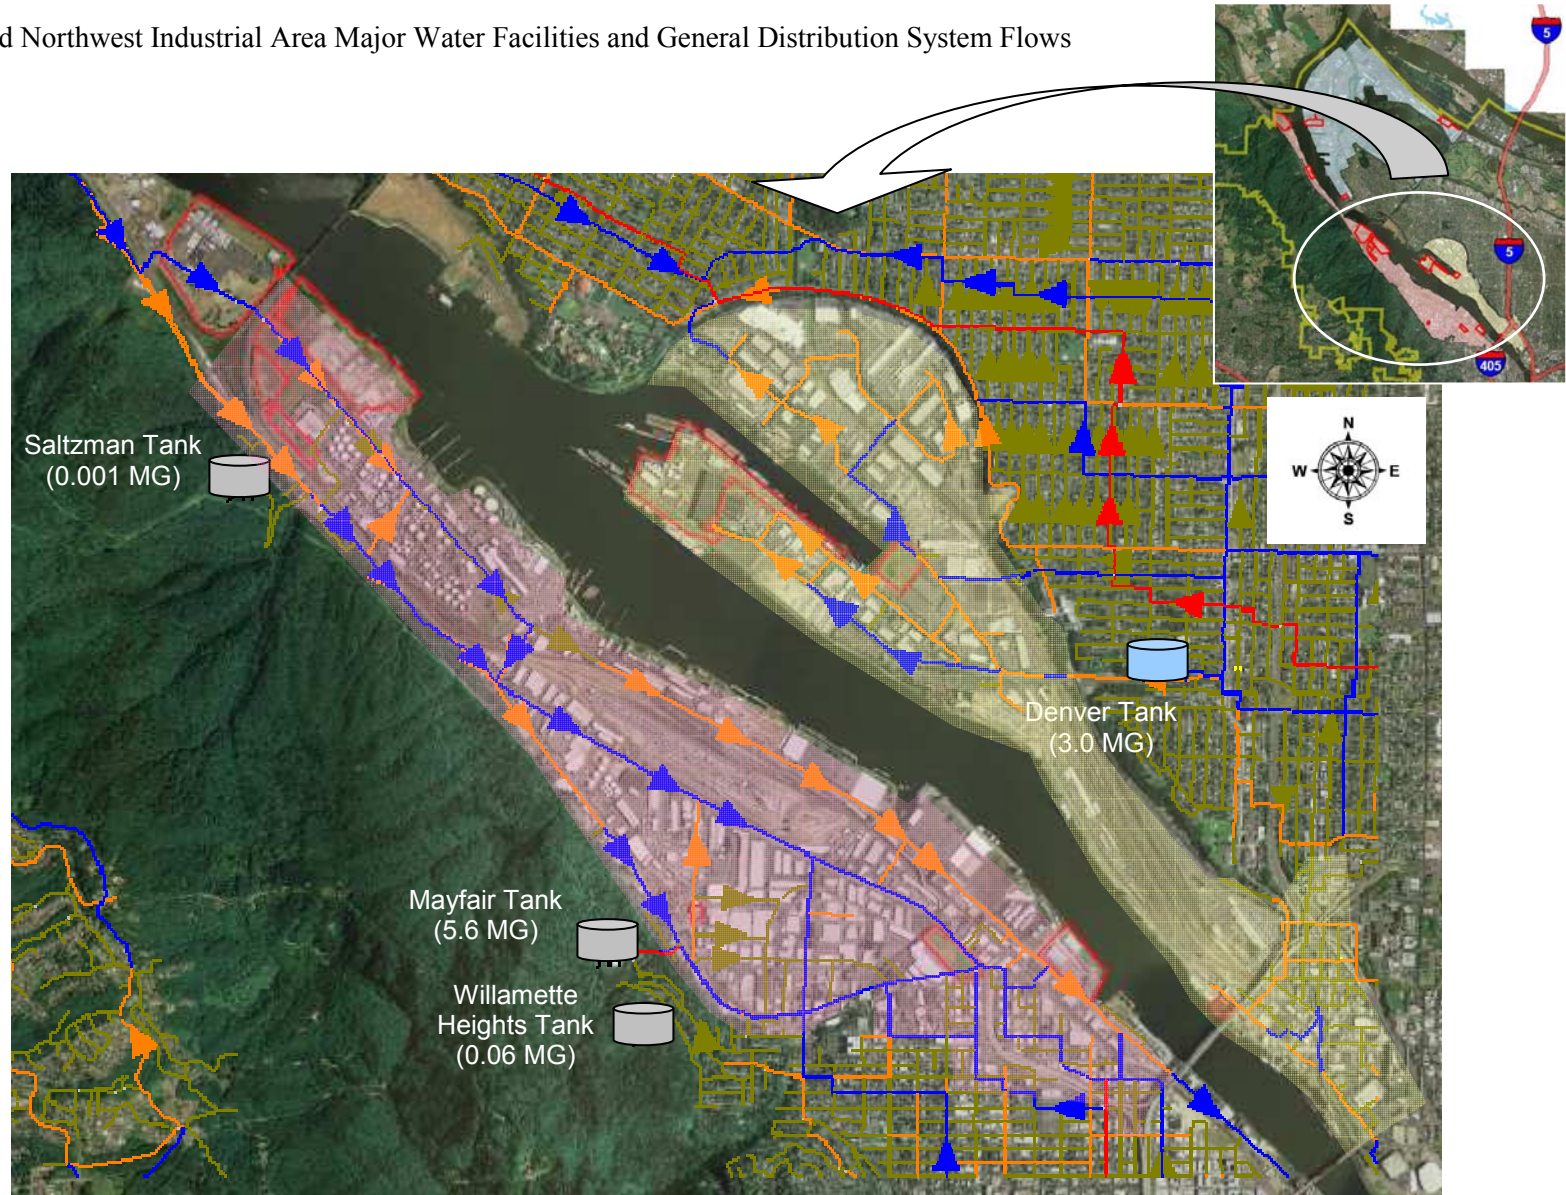 d Northwest Industrial Area Major Water Facilities and General Distribution System Flows
5
5
405
N
W E
S
Saltzman Tank
(0.001 MG)
Denver Tank
(3.0 MG)
Mayfair Tank
(5.6 MG)
Willamette
Heights Tank
(0.06 MG)